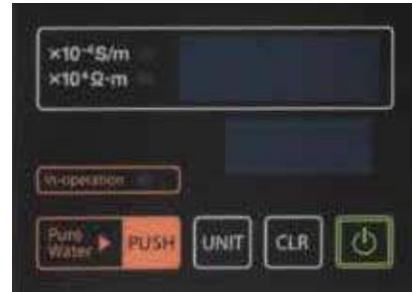 ×10⁻⁴S/m
×10⁴Ω·m
In-operation
Pure Water
PUSH
UNIT
CLR